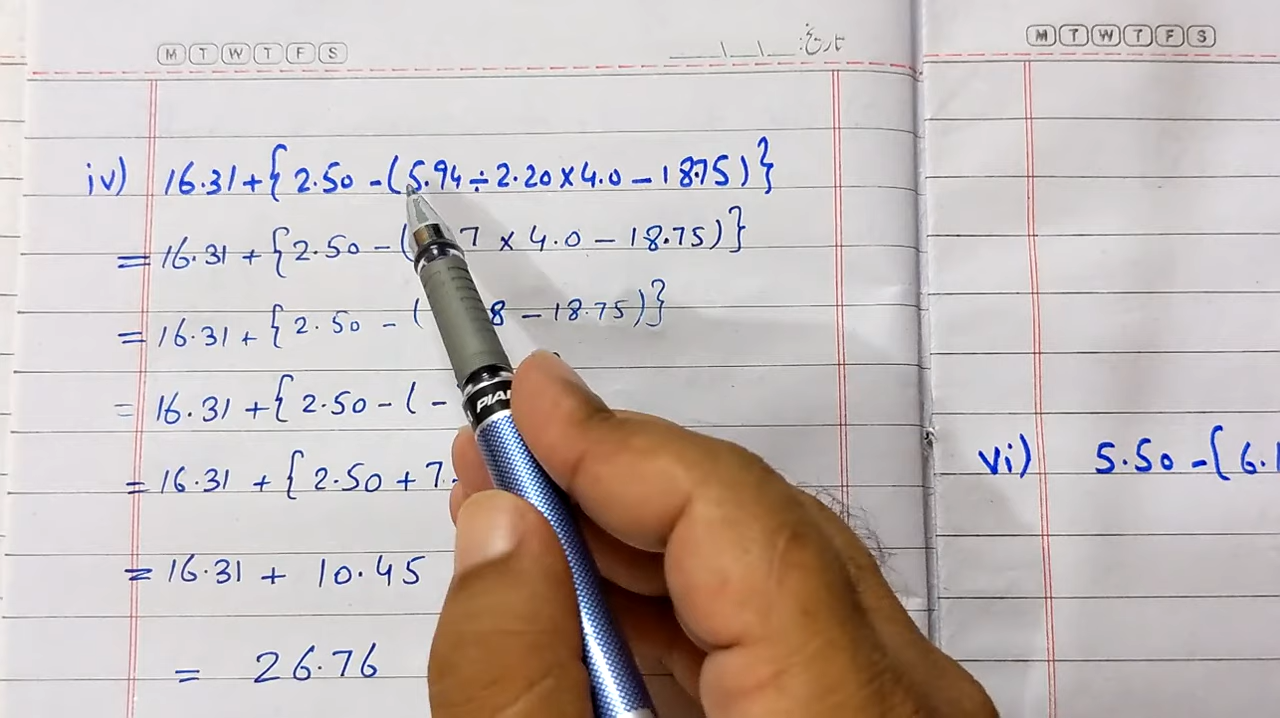 M T W T F S
تاریخ:
M T W T F S
iv) 16.31+{2.50-(5.94÷2.20×4.0-18.75)}
=16.31+{2.50-( 7×4.0-18.75)}
=16.31+{2.50-( 8-18.75)}
=16.31+{2.50-(-
=16.31+{2.50+7.
=16.31+10.45
= 26.76
PIA
vi) 5.50-(6.1